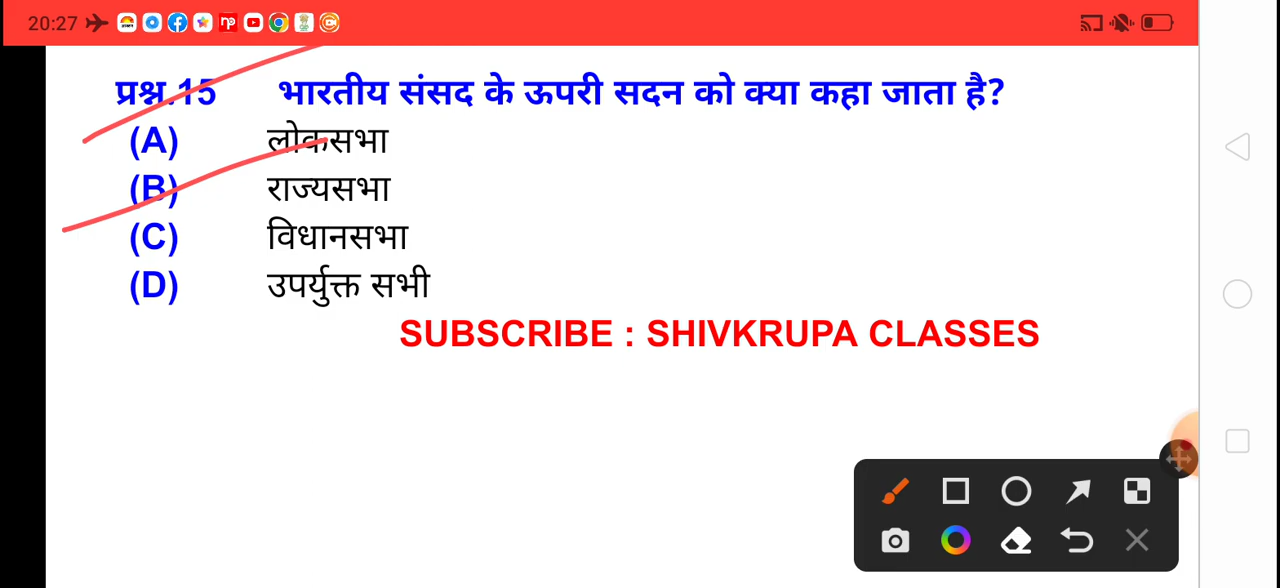 20:27
प्रश्न.15 भारतीय संसद के ऊपरी सदन को क्या कहा जाता है?
(A) लोकसभा
(B) राज्यसभा
(C) विधानसभा
(D) उपर्युक्त सभी
SUBSCRIBE : SHIVKRUPA CLASSES